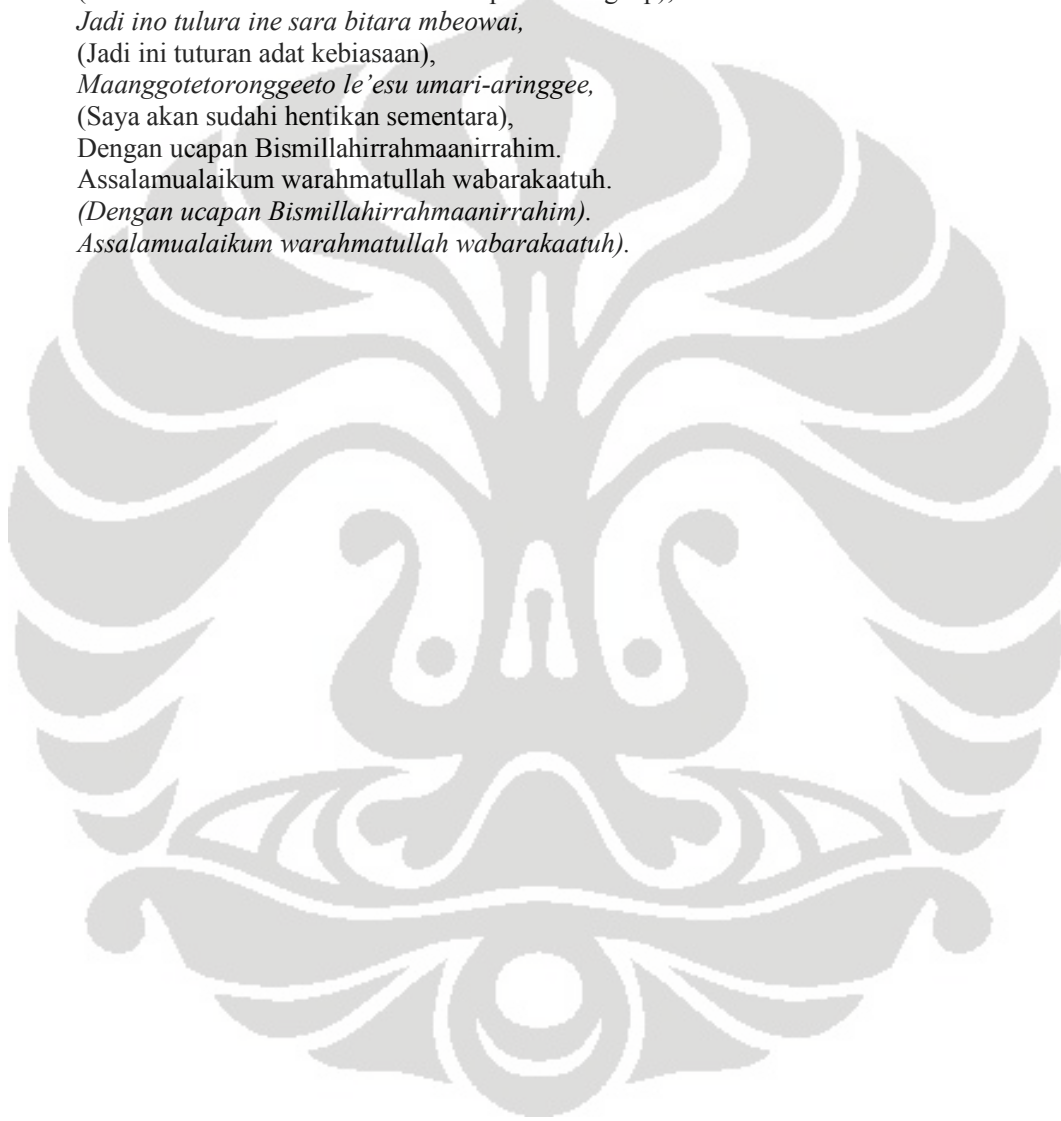 Jadi ino tulura ine sara bitara mbeowai,
(Jadi ini tuturan adat kebiasaan),
Maanggotetoronggeeto le’esu umari-aringgee,
(Saya akan sudahi hentikan sementara),
Dengan ucapan Bismillahirrahmaanirrahim.
Assalamualaikum warahmatullah wabarakaatuh.
(Dengan ucapan Bismillahirrahmaanirrahim).
Assalamualaikum warahmatullah wabarakaatuh).